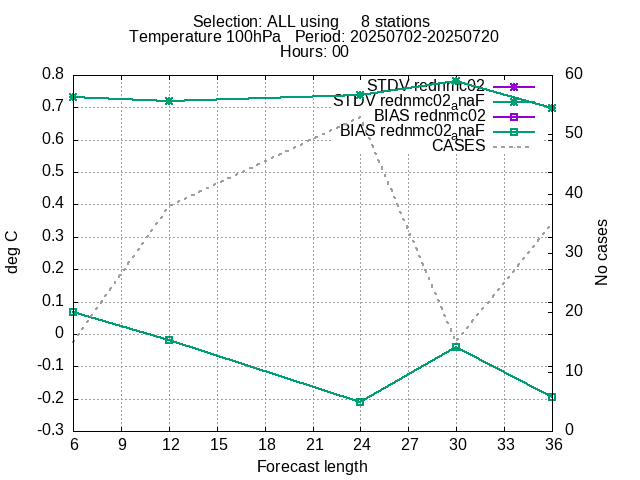 Selection: ALL using     8 stations
Temperature 100hPa   Period: 20250702-20250720
Hours: 00
0.8
0.7
0.6
0.5
0.4
0.3
0.2
0.1
0
-0.1
-0.2
-0.3
60
50
40
30
20
10
0
STDV rednmc02
STDV rednmc02anaF
BIAS rednmc02
BIAS rednmc02anaF
CASES
deg C
No cases
6 9 12 15 18 21 24 27 30 33 36
Forecast length